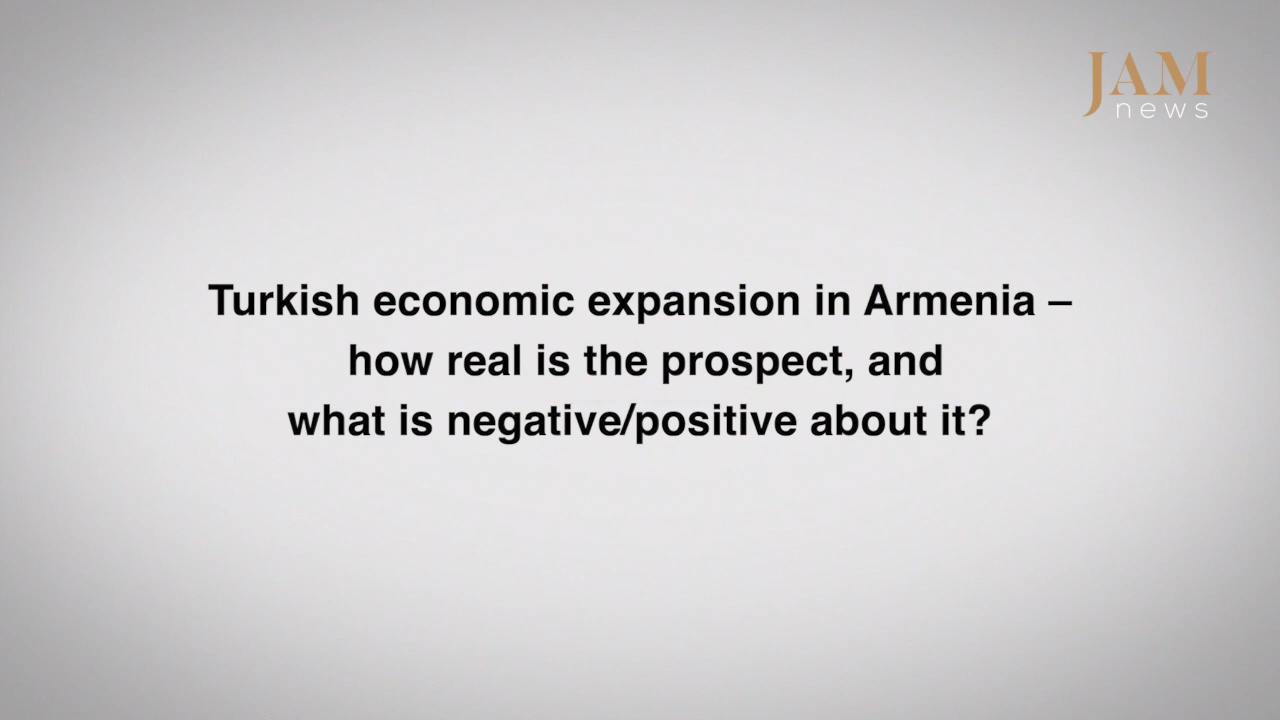 JAM
news
Turkish economic expansion in Armenia –
how real is the prospect, and
what is negative/positive about it?